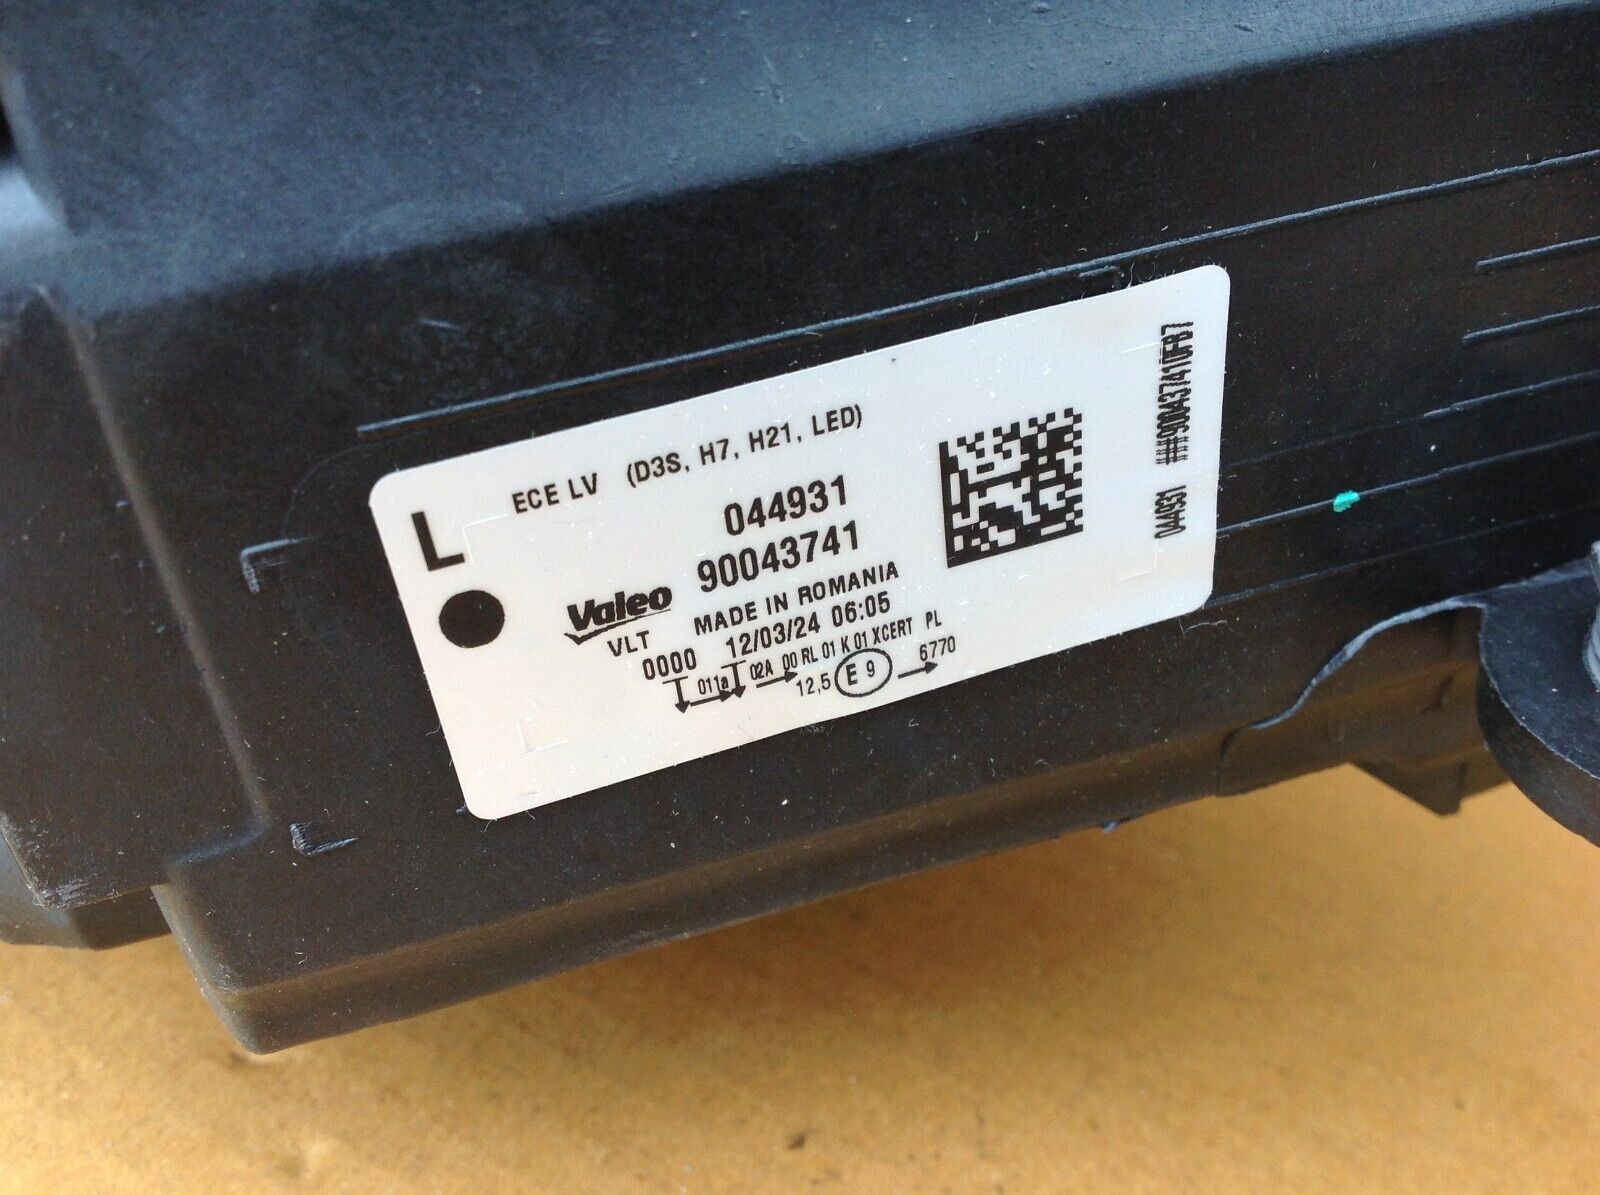 L
ECE LV (D3S, H7, H21, LED)
044931
90043741
Valeo
MADE IN ROMANIA
VLT
12/03/24 06:05
0000
011a 02A 00 RL 01 K 01 XCERT PL
12,5 E 9 6770
044931 ##900437410FB7